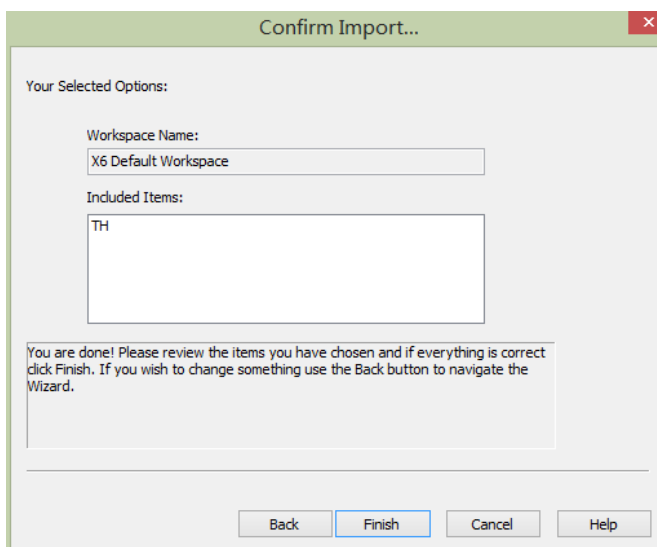 Confirm Import...
Your Selected Options:
Workspace Name:
X6 Default Workspace
Included Items:
TH
You are done! Please review the items you have chosen and if everything is correct
click Finish. If you wish to change something use the Back button to navigate the
Wizard.
Back Finish Cancel Help